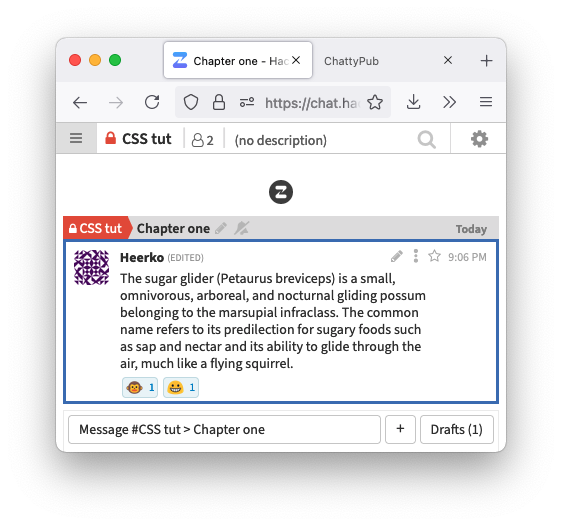 Chapter one - Hac
ChattyPub
https://chat.ha
CSS tut
2
(no description)
CSS tut
Chapter one
Today
Heerko (EDITED)
9:06 PM
The sugar glider (Petaurus breviceps) is a small,
omnivorous, arboreal, and nocturnal gliding possum
belonging to the marsupial infraclass. The common
name refers to its predilection for sugary foods such
as sap and nectar and its ability to glide through the
air, much like a flying squirrel.
1
1
Message #CSS tut > Chapter one
+
Drafts (1)